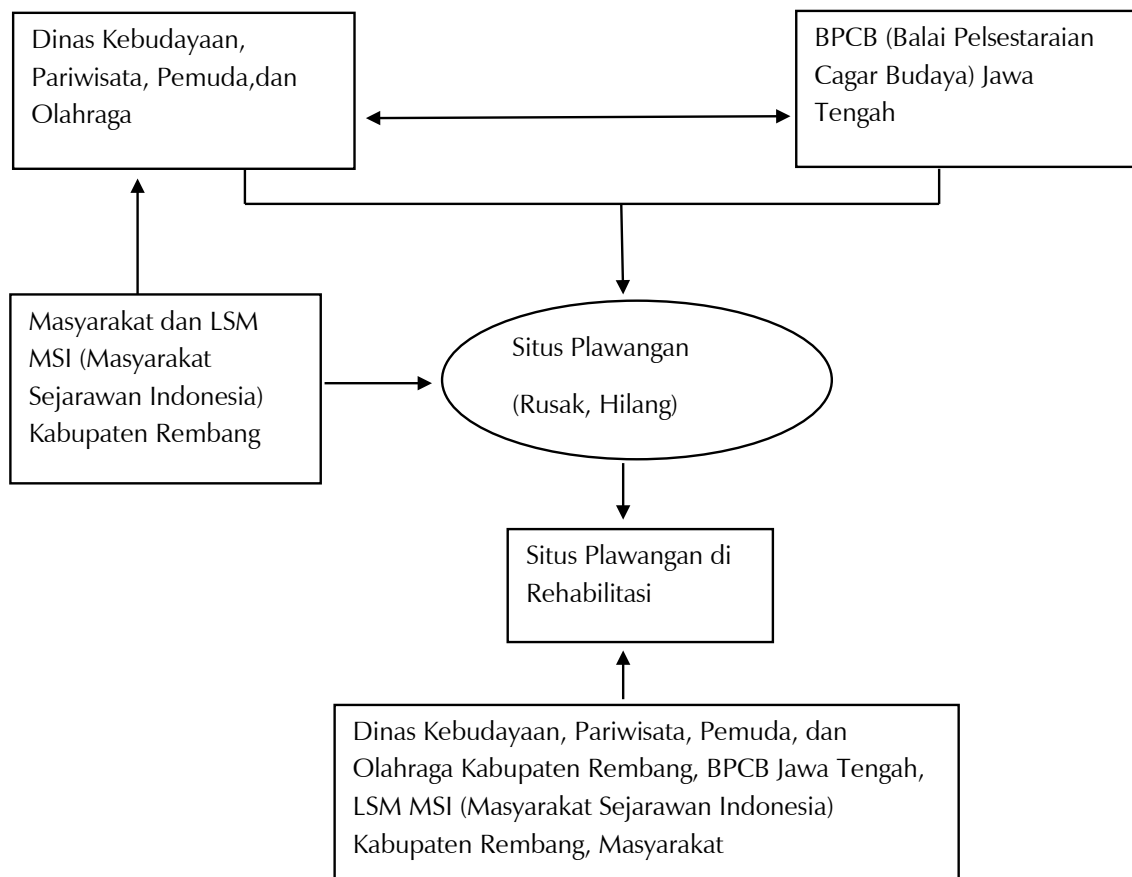 Dinas Kebudayaan,
Pariwisata, Pemuda,dan
Olahraga
BPCB (Balai Pelsestaraian
Cagar Budaya) Jawa
Tengah
Masyarakat dan LSM
MSI (Masyarakat
Sejarawan Indonesia)
Kabupaten Rembang
Situs Plawangan
(Rusak, Hilang)
Situs Plawangan di
Rehabilitasi
Dinas Kebudayaan, Pariwisata, Pemuda, dan
Olahraga Kabupaten Rembang, BPCB Jawa Tengah,
LSM MSI (Masyarakat Sejarawan Indonesia)
Kabupaten Rembang, Masyarakat